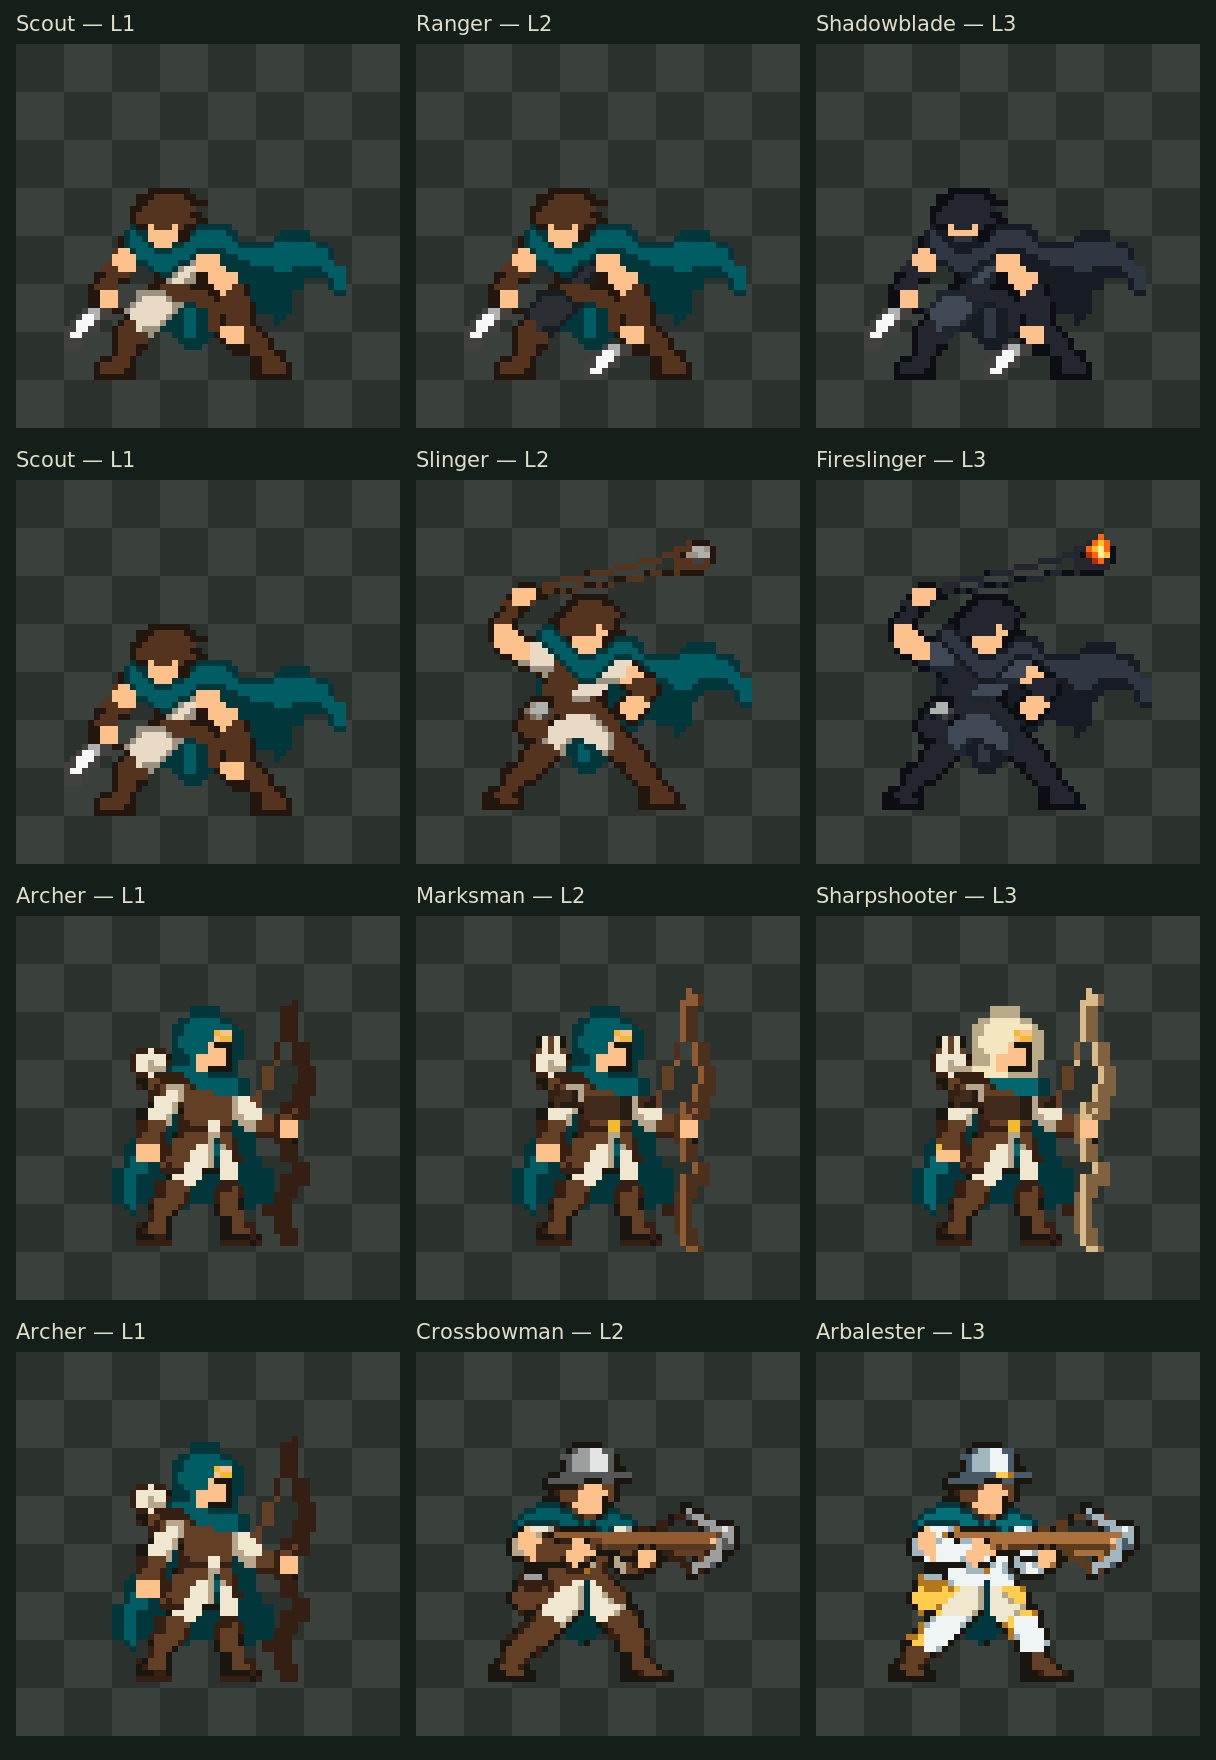 Scout — L1
Ranger — L2
Shadowblade — L3
Scout — L1
Slinger — L2
Fireslinger — L3
Archer — L1
Marksman — L2
Sharpshooter — L3
Archer — L1
Crossbowman — L2
Arbalester — L3